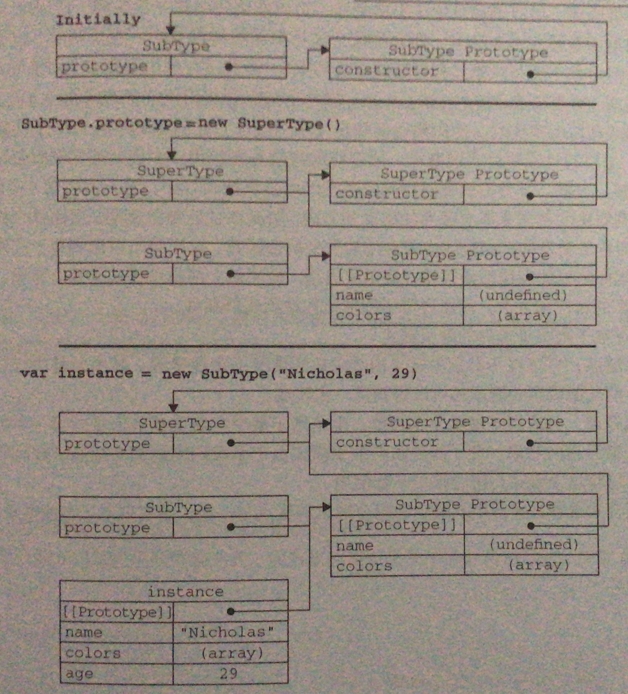 Initially
SubType
prototype
SubType Prototype
constructor
SubType.prototype=new SuperType()
SuperType
prototype
SuperType Prototype
constructor
SubType
prototype
SubType Prototype
[[Prototype]]
name (undefined)
colors (array)
var instance = new SubType("Nicholas", 29)
SuperType
prototype
SuperType Prototype
constructor
SubType
prototype
SubType Prototype
[[Prototype]]
name (undefined)
colors (array)
instance
[[Prototype]]
name "Nicholas"
colors (array)
age 29